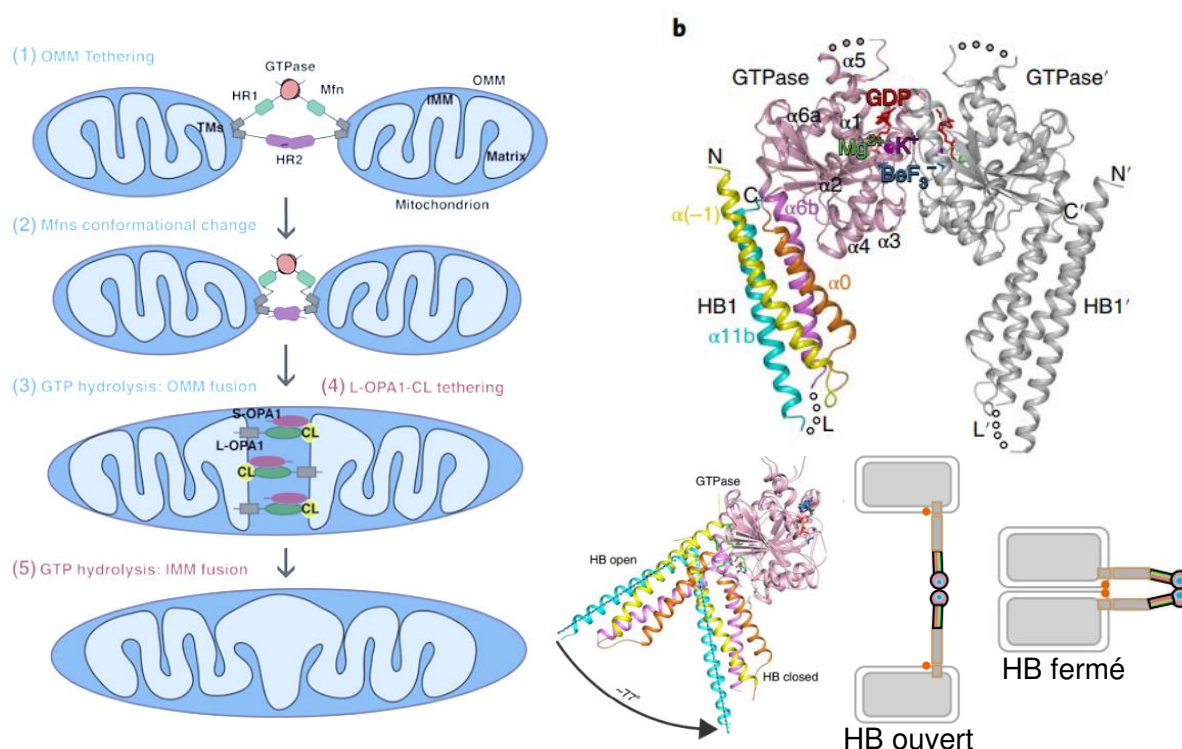 (1) OMM Tethering
GTPase
HR1
Mfn
OMM
IMM
TMs
HR2
Matrix
Mitochondrion
(2) Mfns conformational change
(3) GTP hydrolysis: OMM fusion
(4) L-OPA1-CL tethering
S-OPA1
CL
L-OPA1
CL
CL
(5) GTP hydrolysis: IMM fusion
b
α5
GTPase
GTPase′
GDP
α6a
α1
Mg²⁺
K⁺
BeF₃⁻
α2
N
N′
C
C′
α(−1)
α6b
α4
α3
α0
HB1
HB1′
α11b
L
L′
GTPase
HB open
HB closed
~77°
HB ouvert
HB fermé